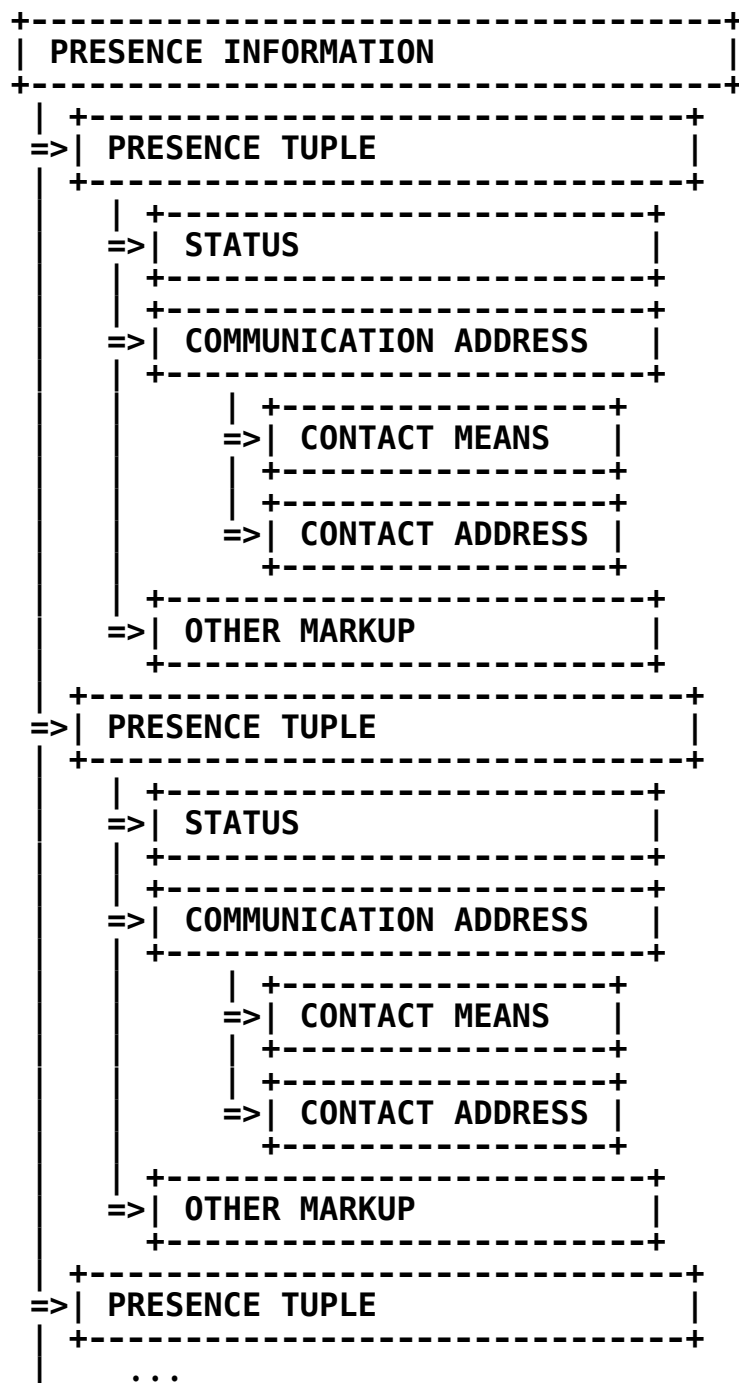 PRESENCE INFORMATION
=>| PRESENCE TUPLE
=>| STATUS
=>| COMMUNICATION ADDRESS
=>| CONTACT MEANS
=>| CONTACT ADDRESS
=>| OTHER MARKUP
=>| PRESENCE TUPLE
=>| STATUS
=>| COMMUNICATION ADDRESS
=>| CONTACT MEANS
=>| CONTACT ADDRESS
=>| OTHER MARKUP
=>| PRESENCE TUPLE
...